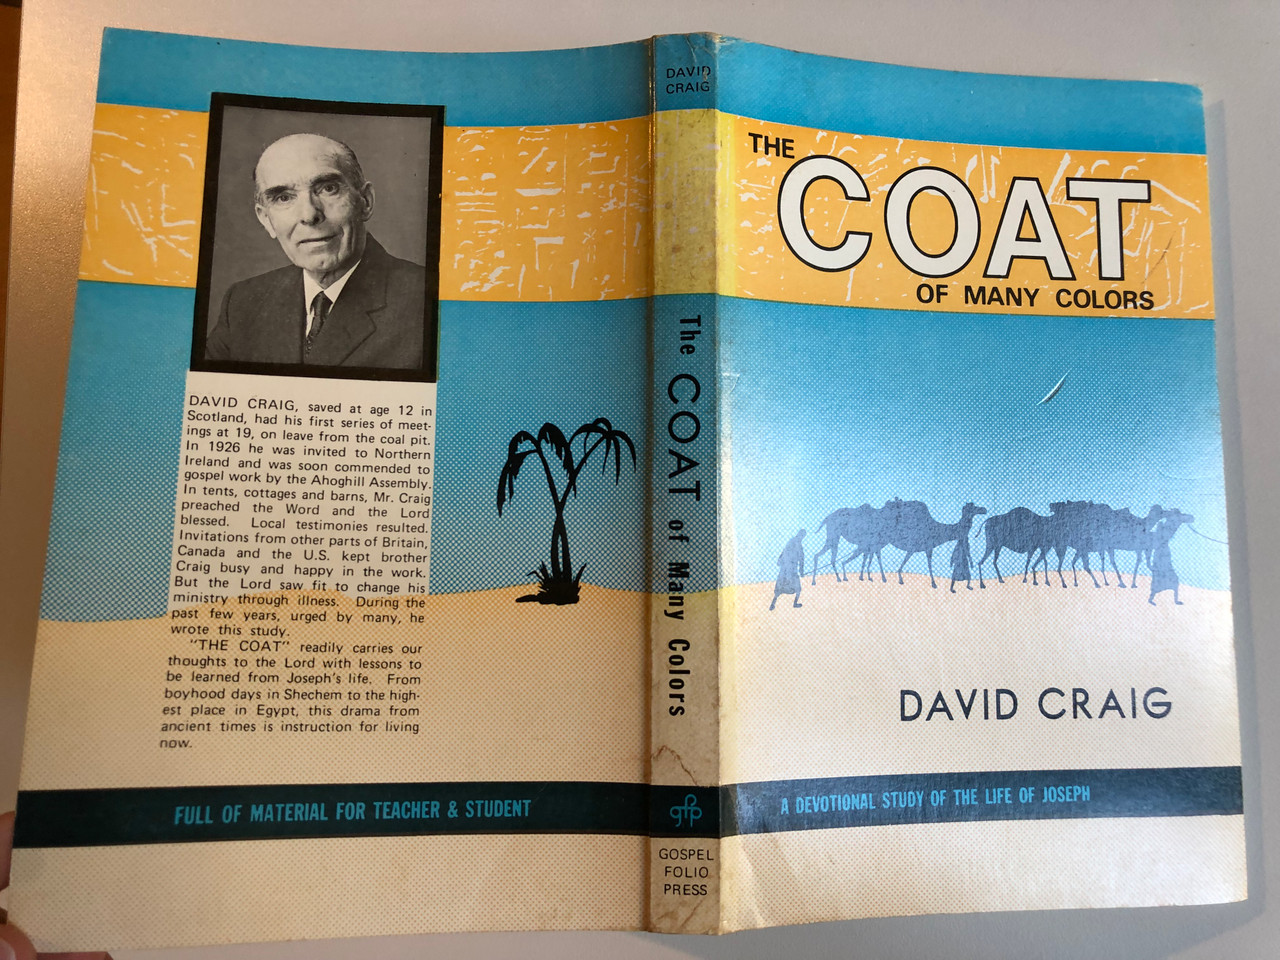 DAVID CRAIG, saved at age 12 in
Scotland, had his first series of meet-
ings at 19, on leave from the coal pit.
In 1926 he was invited to Northern
Ireland and was soon commended to
gospel work by the Ahoghill Assembly.
In tents, cottages and barns, Mr. Craig
preached the Word and the Lord
blessed. Local testimonies resulted.
Invitations from other parts of Britain,
Canada and the U.S. kept brother
Craig busy and happy in the work.
But the Lord saw fit to change his
ministry through illness. During the
past few years, urged by many, he
wrote this study.
"THE COAT" readily carries our
thoughts to the Lord with lessons to
be learned from Joseph's life. From
boyhood days in Shechem to the high-
est place in Egypt, this drama from
ancient times is instruction for living
now.
FULL OF MATERIAL FOR TEACHER & STUDENT
DAVID
CRAIG
The COAT of Many Colors
gfp
GOSPEL
FOLIO
PRESS
THE
COAT
OF MANY COLORS
DAVID CRAIG
A DEVOTIONAL STUDY OF THE LIFE OF JOSEPH